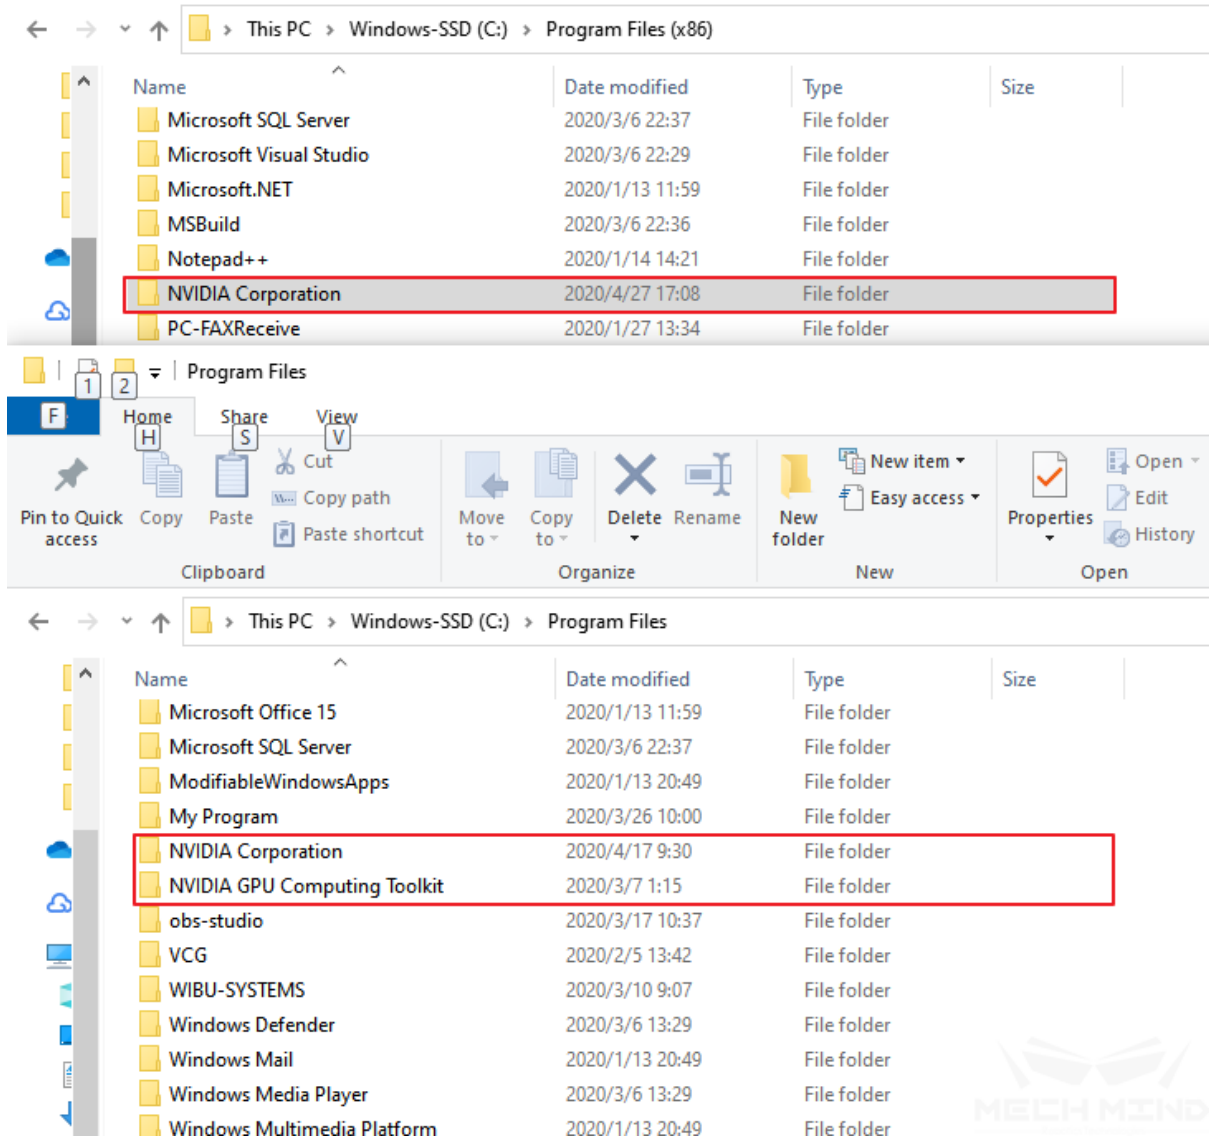 This PC > Windows-SSD (C:) > Program Files (x86)
Name Date modified Type Size
Microsoft SQL Server 2020/3/6 22:37 File folder
Microsoft Visual Studio 2020/3/6 22:29 File folder
Microsoft.NET 2020/1/13 11:59 File folder
MSBuild 2020/3/6 22:36 File folder
Notepad++ 2020/1/14 14:21 File folder
NVIDIA Corporation 2020/4/27 17:08 File folder
PC-FAXReceive 2020/1/27 13:34 File folder
1 2 Program Files
F Home Share View
H S V
Cut
Copy path
Paste shortcut
Pin to Quick access
Copy
Paste
Clipboard
Move to
Copy to
Delete
Rename
Organize
New folder
New item
Easy access
New
Properties
Open
Edit
History
Open
This PC > Windows-SSD (C:) > Program Files
Name Date modified Type Size
Microsoft Office 15 2020/1/13 11:59 File folder
Microsoft SQL Server 2020/3/6 22:37 File folder
ModifiableWindowsApps 2020/1/13 20:49 File folder
My Program 2020/3/26 10:00 File folder
NVIDIA Corporation 2020/4/17 9:30 File folder
NVIDIA GPU Computing Toolkit 2020/3/7 1:15 File folder
obs-studio 2020/3/17 10:37 File folder
VCG 2020/2/5 13:42 File folder
WIBU-SYSTEMS 2020/3/10 9:07 File folder
Windows Defender 2020/3/6 13:29 File folder
Windows Mail 2020/1/13 20:49 File folder
Windows Media Player 2020/3/6 13:29 File folder
Windows Multimedia Platform 2020/1/13 20:49 File folder
MECH MIND